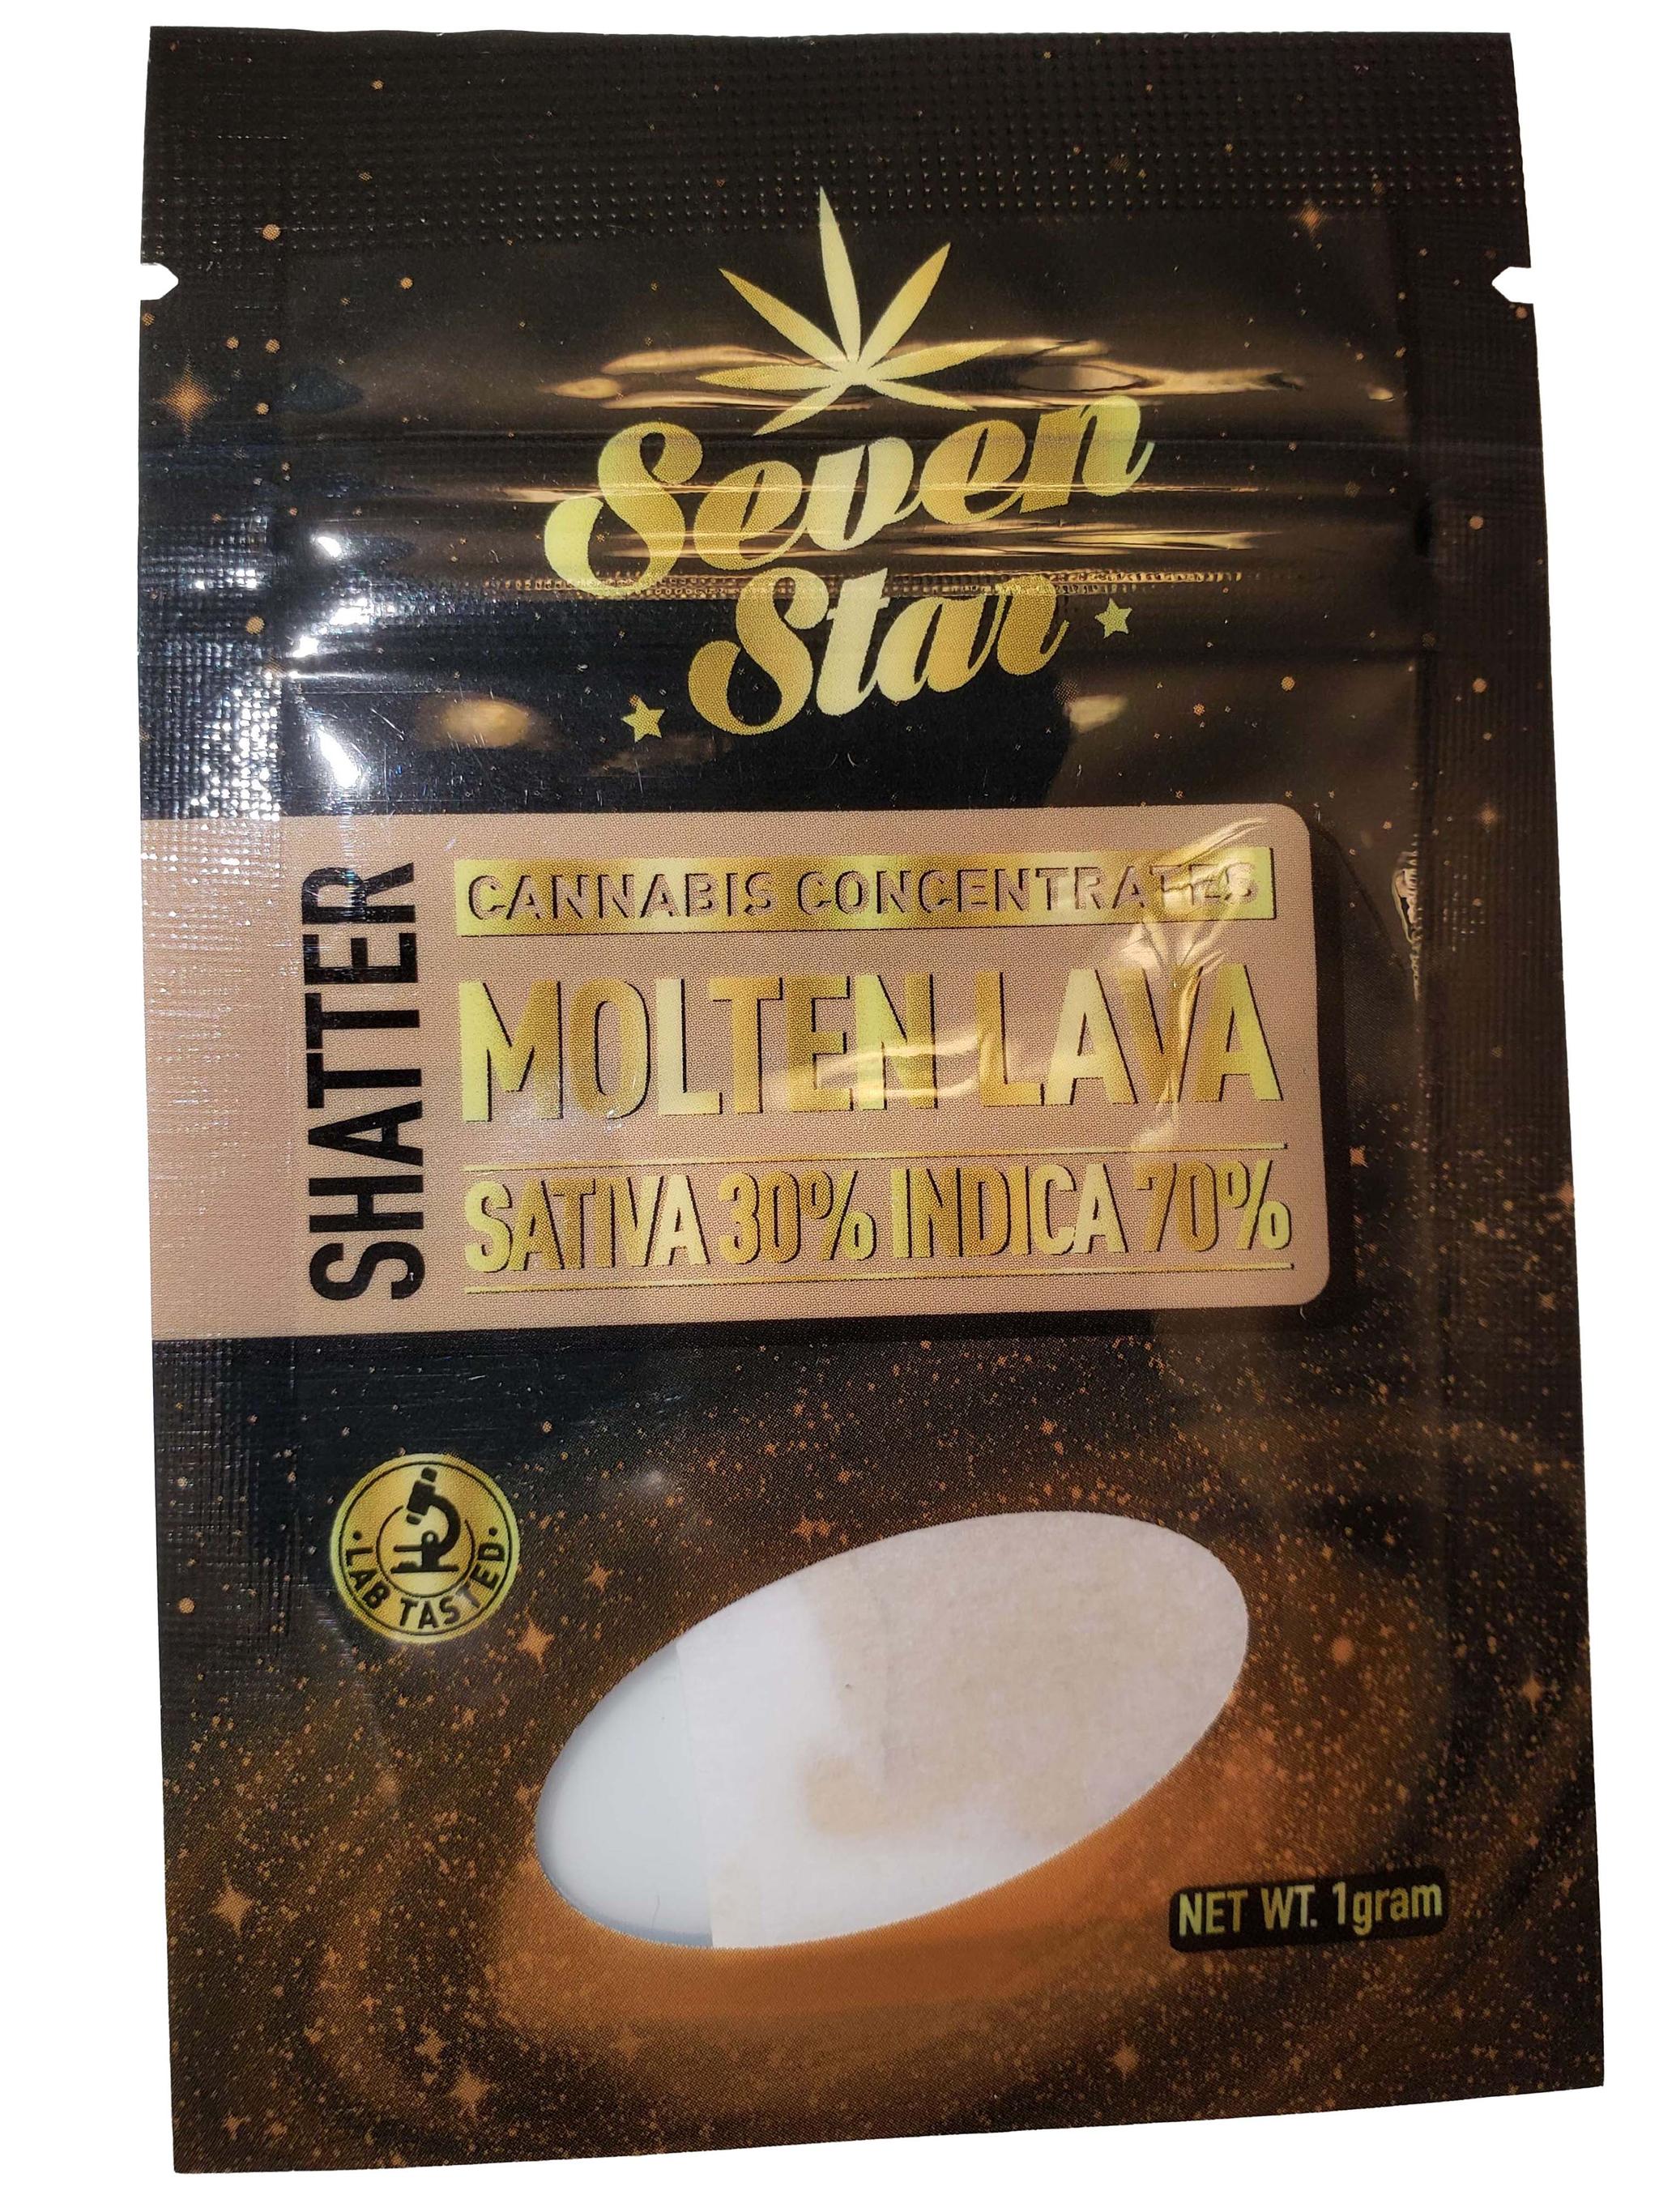 Seven
Star
SHATTER
CANNABIS CONCENTRATES
MOLTEN LAVA
SATIVA 30% INDICA 70%
LAB TASTED
NET WT. 1gram